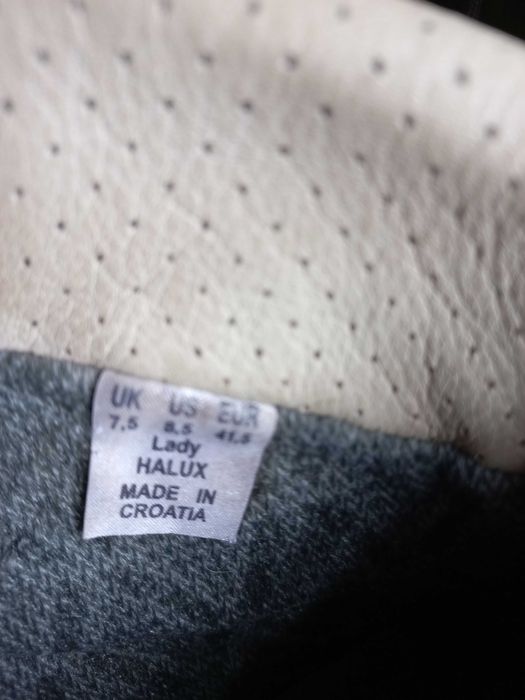 UK US EUR
7,5 8,5 41,5
Lady
HALUX
MADE IN
CROATIA